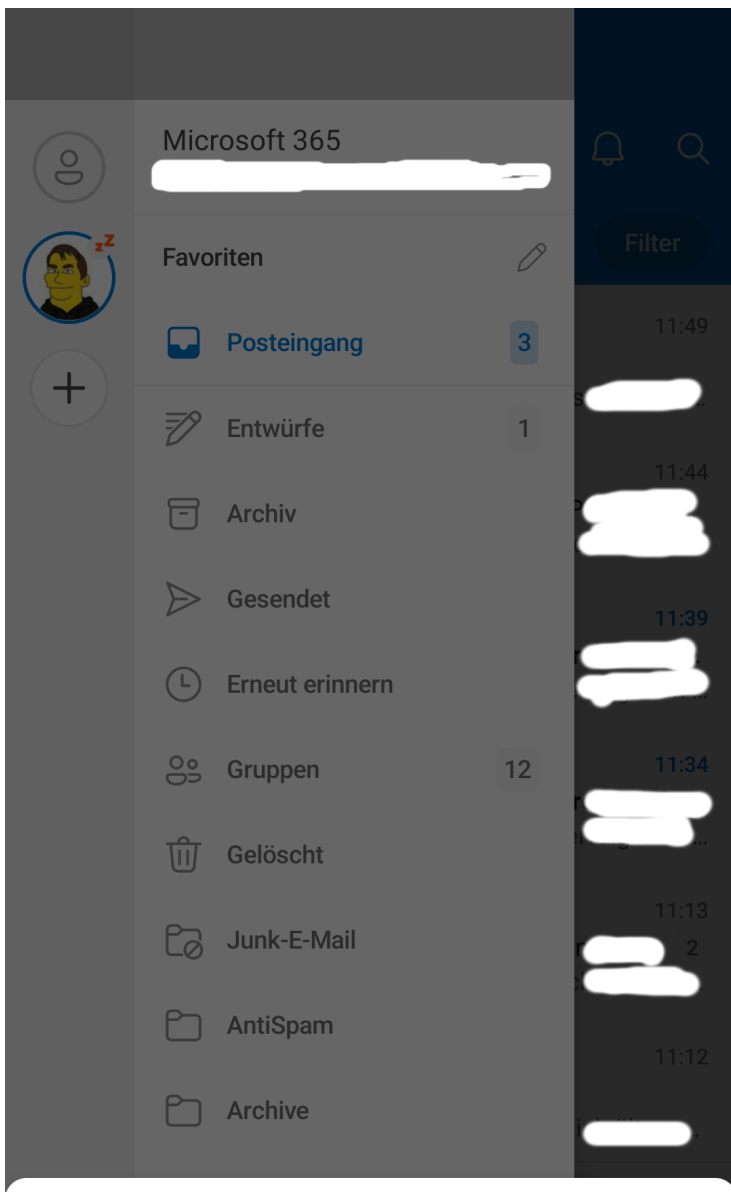 Microsoft 365
zZ
Favoriten
Filter
Posteingang 3
11:49
Entwürfe 1
11:44
Archiv
Gesendet
11:39
Erneut erinnern
Gruppen 12
11:34
Gelöscht
11:13
Junk-E-Mail
2
AntiSpam
11:12
Archive